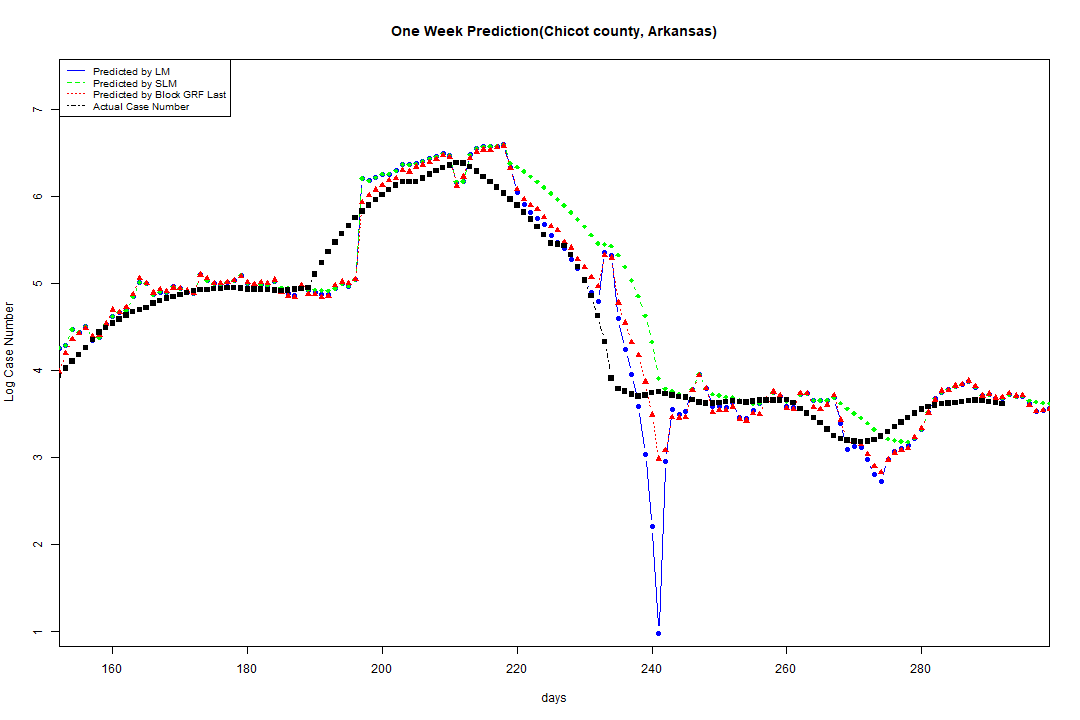 One Week Prediction(Chicot county, Arkansas)
Predicted by LM
Predicted by SLM
Predicted by Block GRF Last
Actual Case Number
7
6
5
4
3
2
1
Log Case Number
160 180 200 220 240 260 280
days